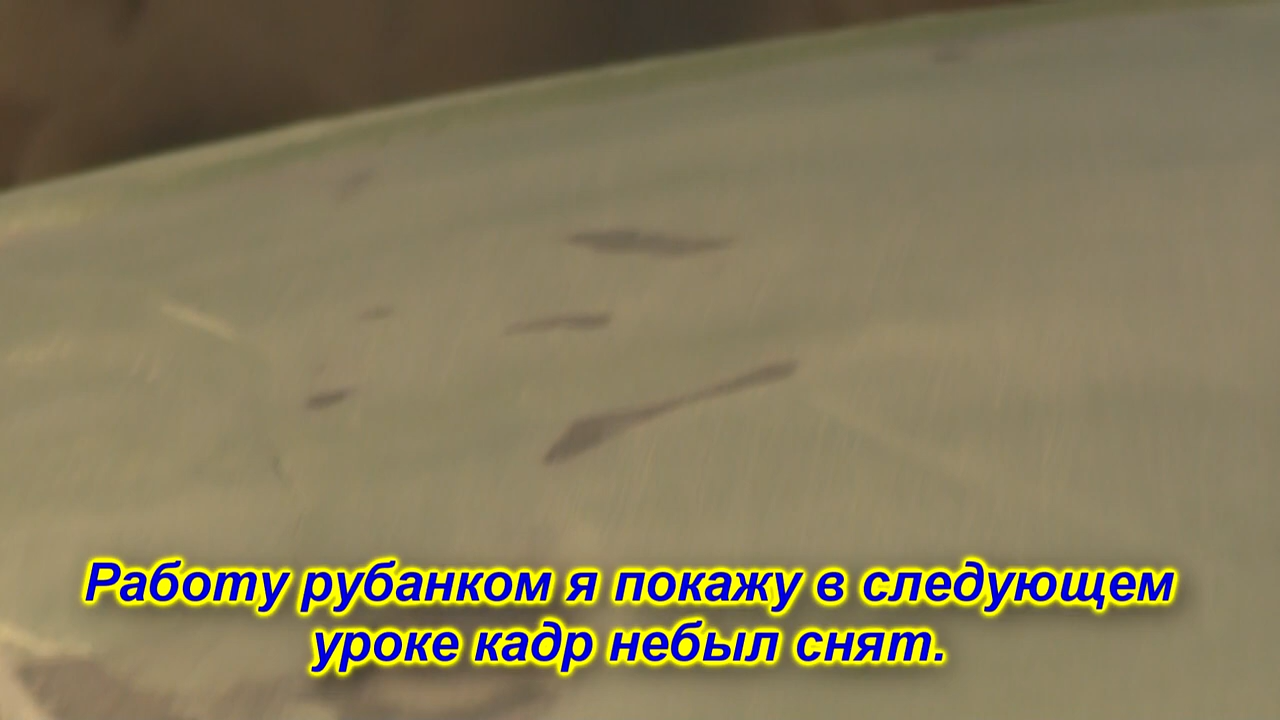 Работу рубанком я покажу в следующем
уроке кадр небыл снят.